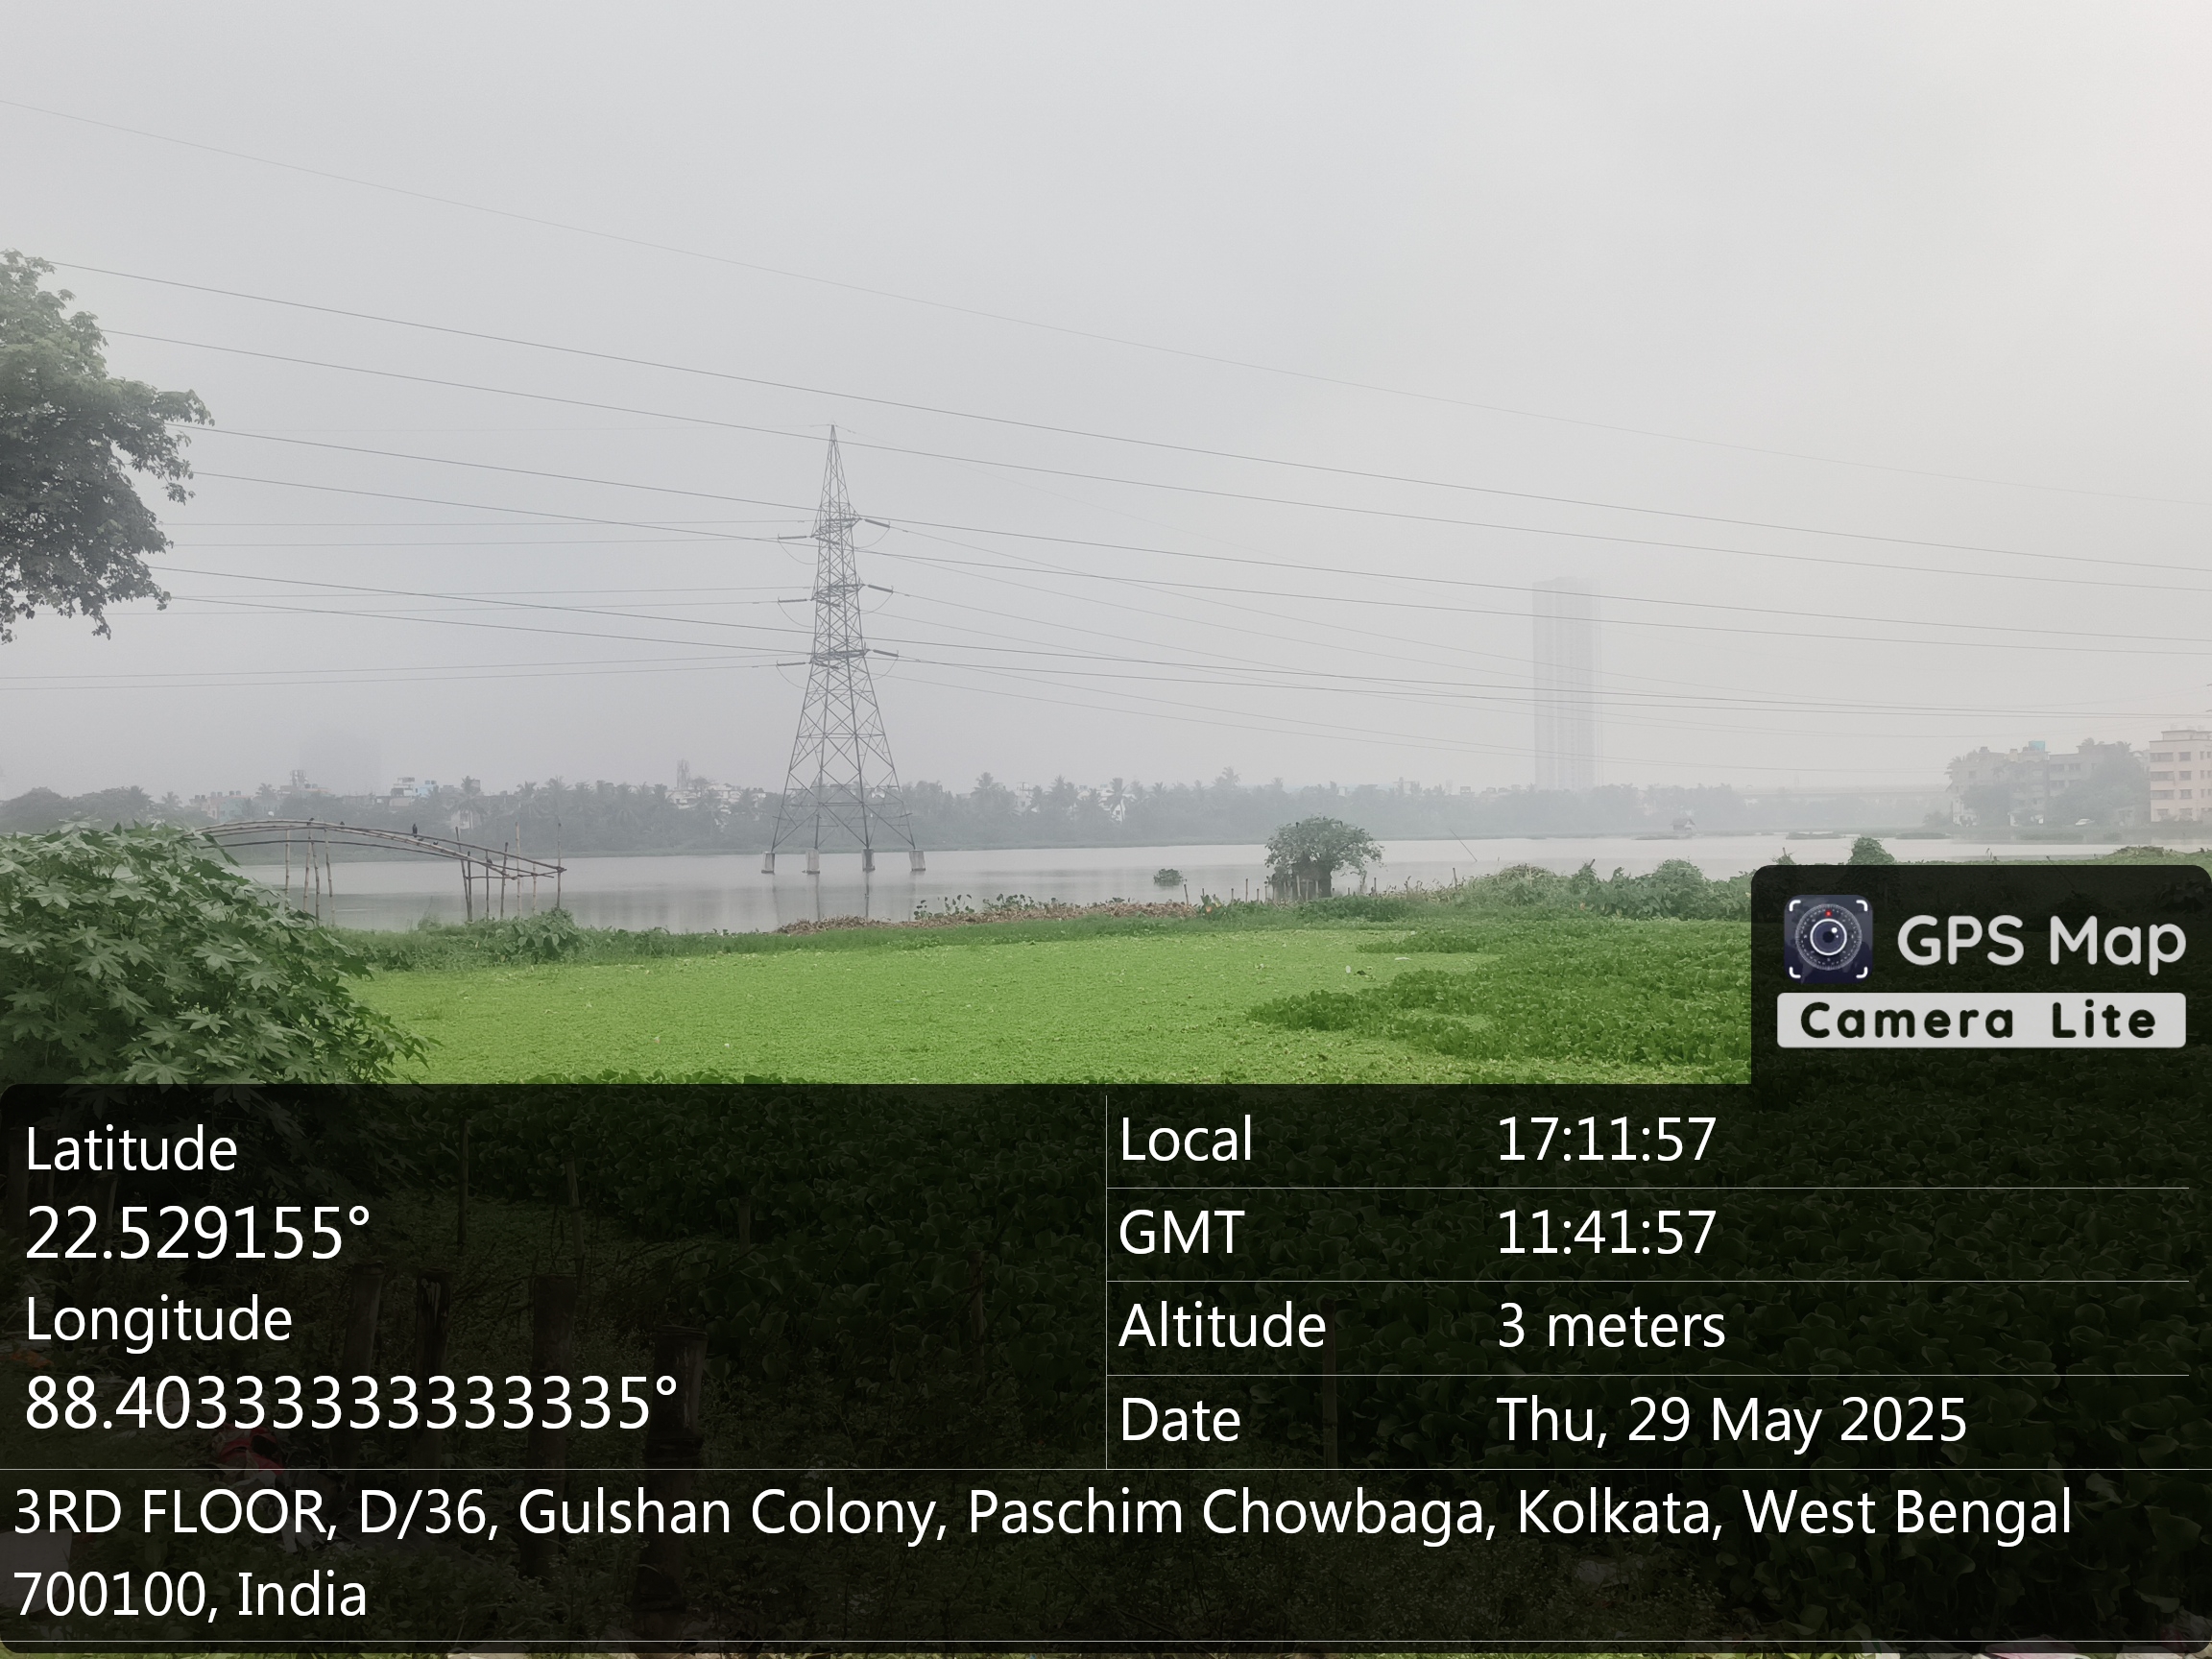 GPS Map
Camera Lite
Latitude
22.529155°
Longitude
88.40333333333335°
Local 17:11:57
GMT 11:41:57
Altitude 3 meters
Date Thu, 29 May 2025
3RD FLOOR, D/36, Gulshan Colony, Paschim Chowbaga, Kolkata, West Bengal
700100, India